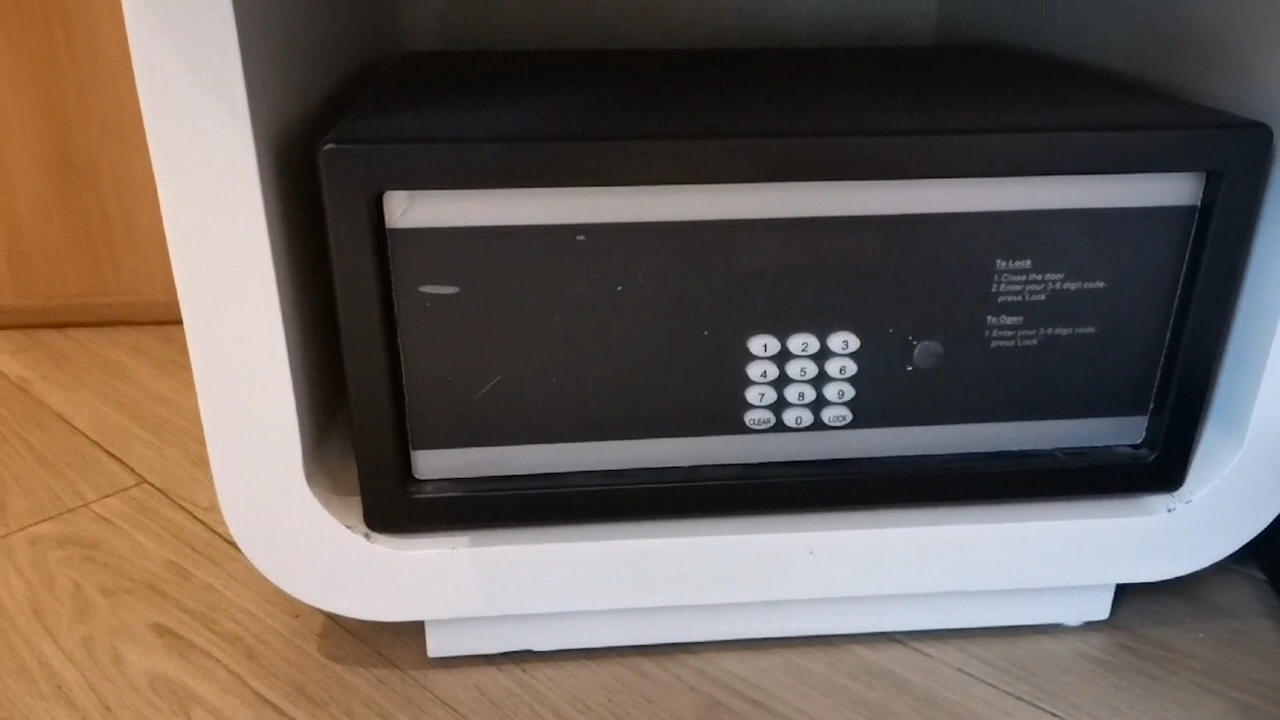 To Lock
1. Close the door
2. Enter your 3-6 digit code.
press"Lock"
To Open
1. Enter your 3-6 digit code
press"Lock"
1 2 3
4 5 6
7 8 9
CLEAR 0 LOCK